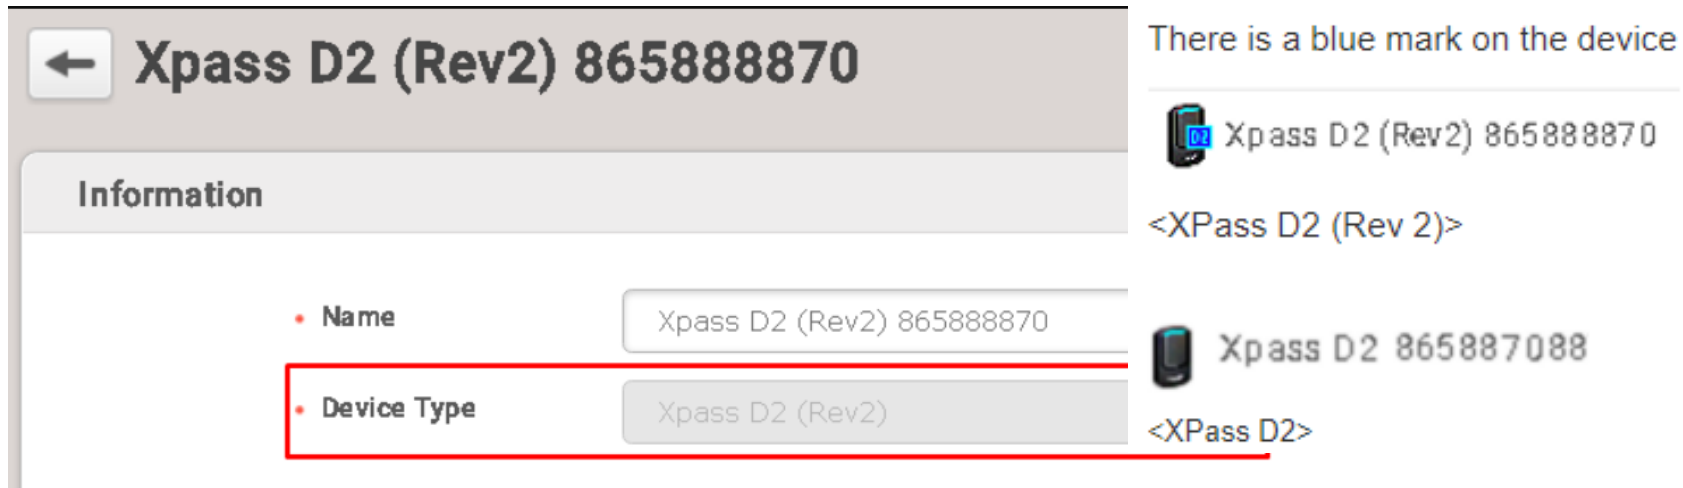 Xpass D2 (Rev2) 865888870
Information
Name
Xpass D2 (Rev2) 865888870
Device Type
Xpass D2 (Rev2)
There is a blue mark on the device
D2
Xpass D2 (Rev2) 865888870
<XPass D2 (Rev 2)>
Xpass D2 865887088
<XPass D2>